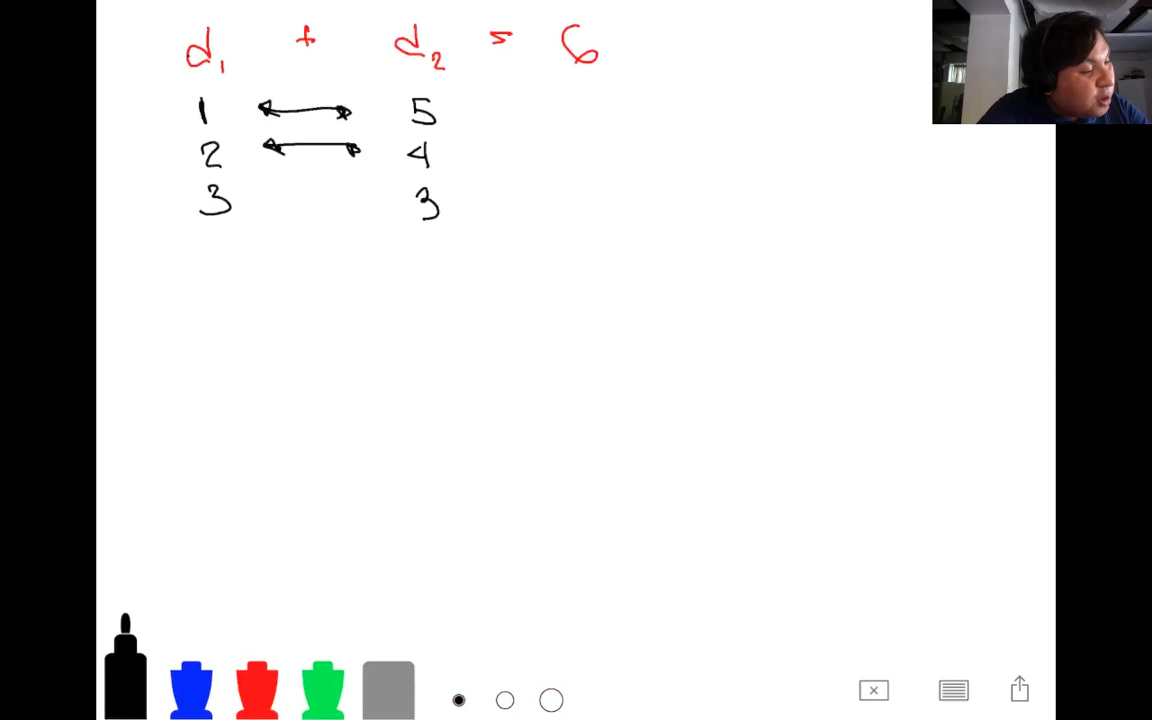 d₁ + d₂ = 6
1 ↔ 5
2 ↔ 4
3 3